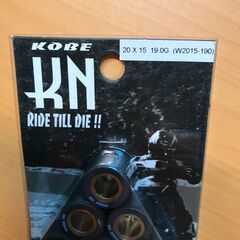 KOBE
20 X 15 19.0G (W2015-190)
KN
RIDE TILL DIE !!